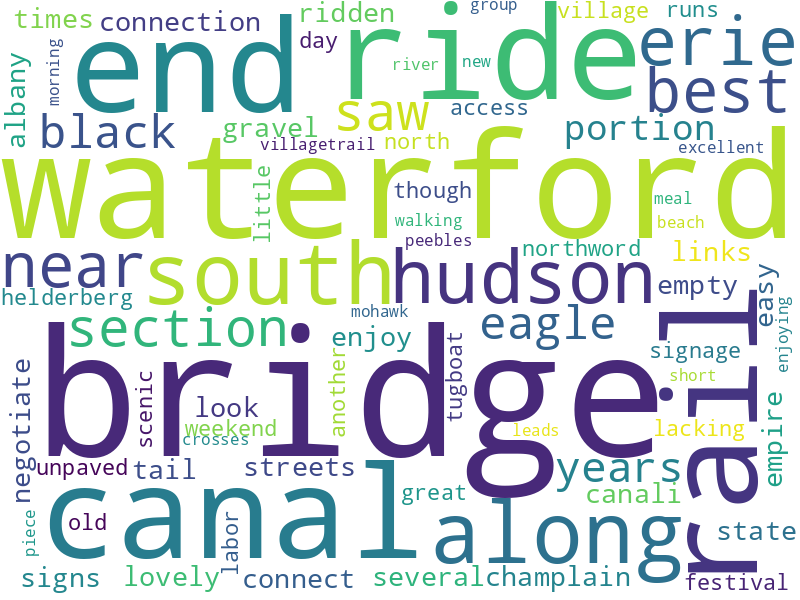 group
times
connection
ridden
village
runs
end
ride
erie
day
morning
river
new
best
albany
black
gravel
saw
access
portion
villagetrail
north
excellent
waterford
little
though
meal
walking
beach
peebles
near
south
hudson
northword
links
empty
easy
helderberg
mohawk
section
enjoy
eagle
rail
signage
enjoying
bridge
negotiate
scenic
look
another
tugboat
short
weekend
crosses
leads
lacking
unpaved
tail
streets
years
empire
canal
great
canali
along
piece
old
labor
state
signs
lovely
connect
several
champlain
festival